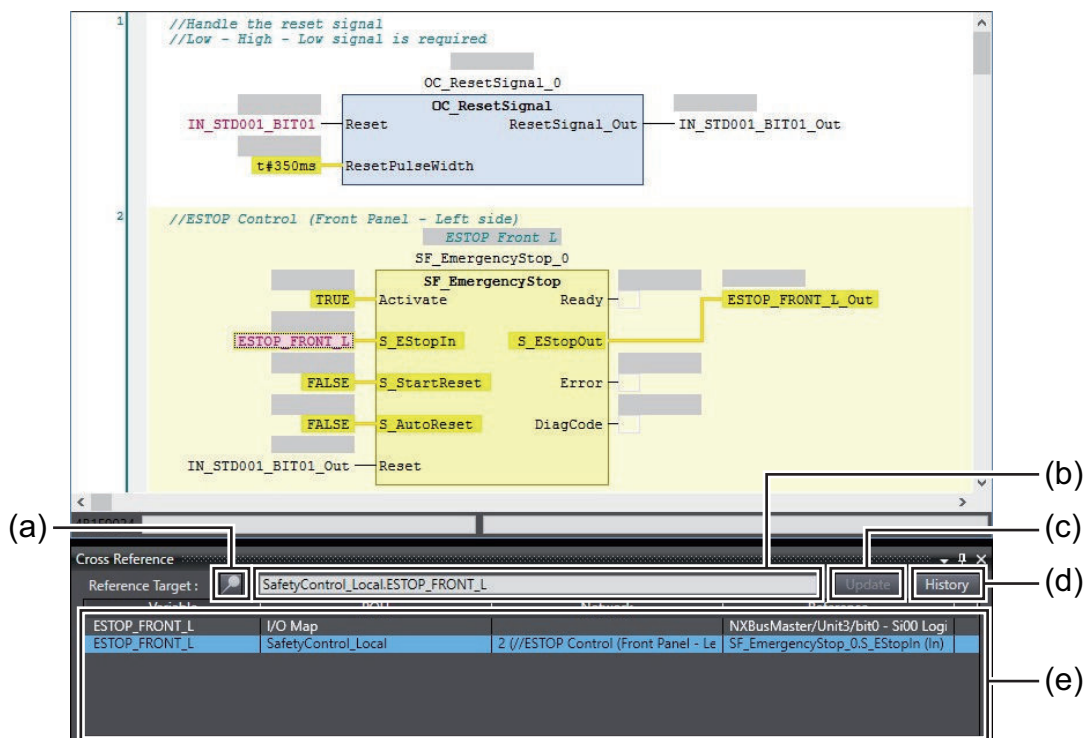 1 //Handle the reset signal
//Low - High - Low signal is required
OC_ResetSignal_0
OC_ResetSignal
IN_STD001_BIT01 Reset ResetSignal_Out IN_STD001_BIT01_Out
t#350ms ResetPulseWidth
2 //ESTOP Control (Front Panel - Left side)
ESTOP Front L
SF_EmergencyStop_0
SF_EmergencyStop
TRUE Activate Ready ESTOP_FRONT_L_Out
ESTOP_FRONT_L S_EStopIn S_EStopOut
FALSE S_StartReset Error
FALSE S_AutoReset DiagCode
IN_STD001_BIT01_Out Reset
(b)
(a)
(c)
Cross Reference
Reference Target : SafetyControl_Local.ESTOP_FRONT_L Update History
(d)
Variable POU Network Reference
ESTOP_FRONT_L I/O Map NXBusMaster/Unit3/bit0 - Si00 Logi
ESTOP_FRONT_L SafetyControl_Local 2 (//ESTOP Control (Front Panel - Le SF_EmergencyStop_0.S_EStopIn (In)
(e)